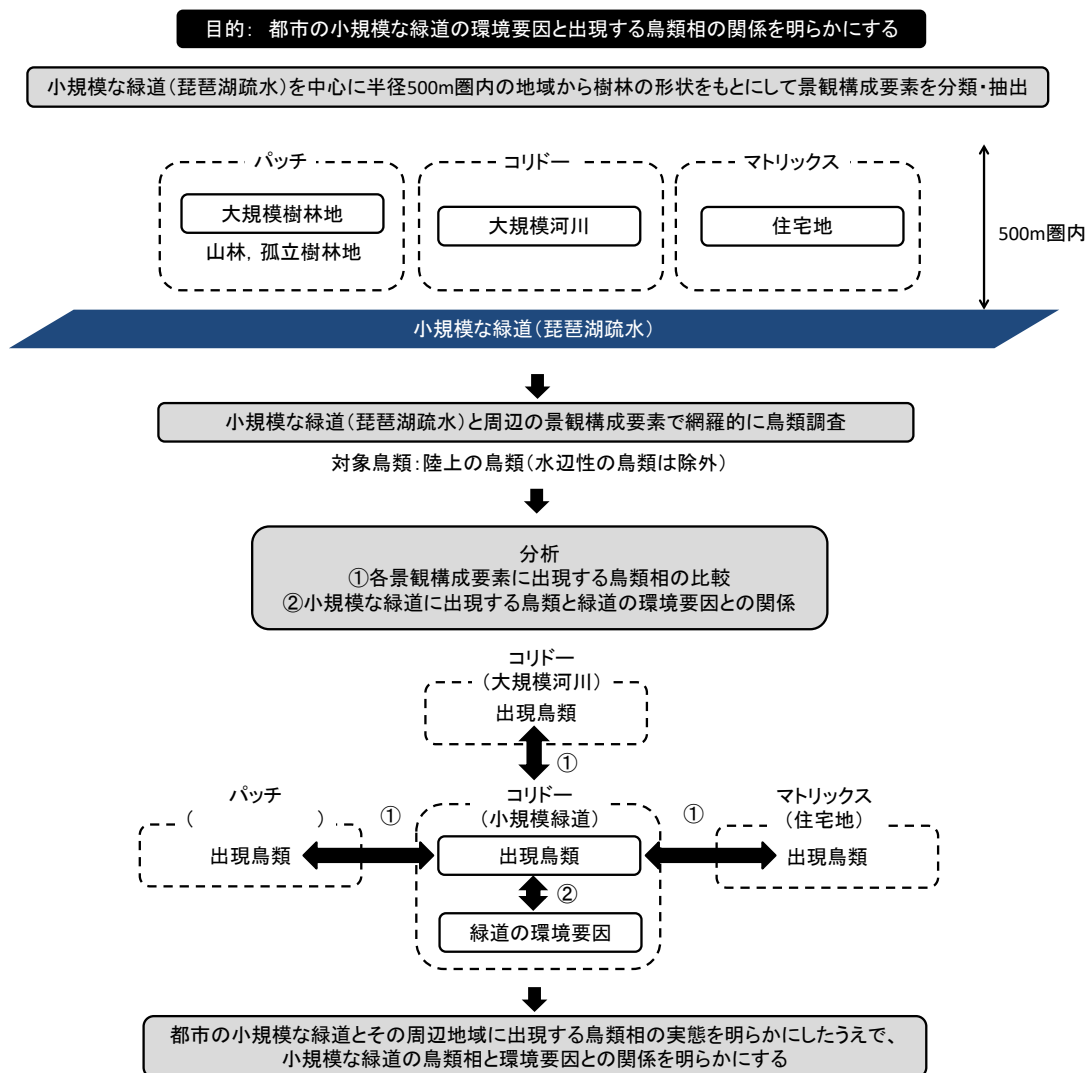 目的： 都市の小規模な緑道の環境要因と出現する鳥類相の関係を明らかにする
小規模な緑道（琵琶湖疏水）を中心に半径500m圏内の地域から樹林の形状をもとにして景観構成要素を分類・抽出
パッチ
コリドー
マトリックス
大規模樹林地
山林，孤立樹林地
大規模河川
住宅地
500m圏内
小規模な緑道（琵琶湖疏水）
小規模な緑道（琵琶湖疏水）と周辺の景観構成要素で網羅的に鳥類調査
対象鳥類：陸上の鳥類（水辺性の鳥類は除外）
分析
①各景観構成要素に出現する鳥類相の比較
②小規模な緑道に出現する鳥類と緑道の環境要因との関係
コリドー
（大規模河川）
出現鳥類
①
パッチ
（　　　　　　　）
出現鳥類
①
コリドー
（小規模緑道）
出現鳥類
②
緑道の環境要因
①
マトリックス
（住宅地）
出現鳥類
都市の小規模な緑道とその周辺地域に出現する鳥類相の実態を明らかにしたうえで、
小規模な緑道の鳥類相と環境要因との関係を明らかにする